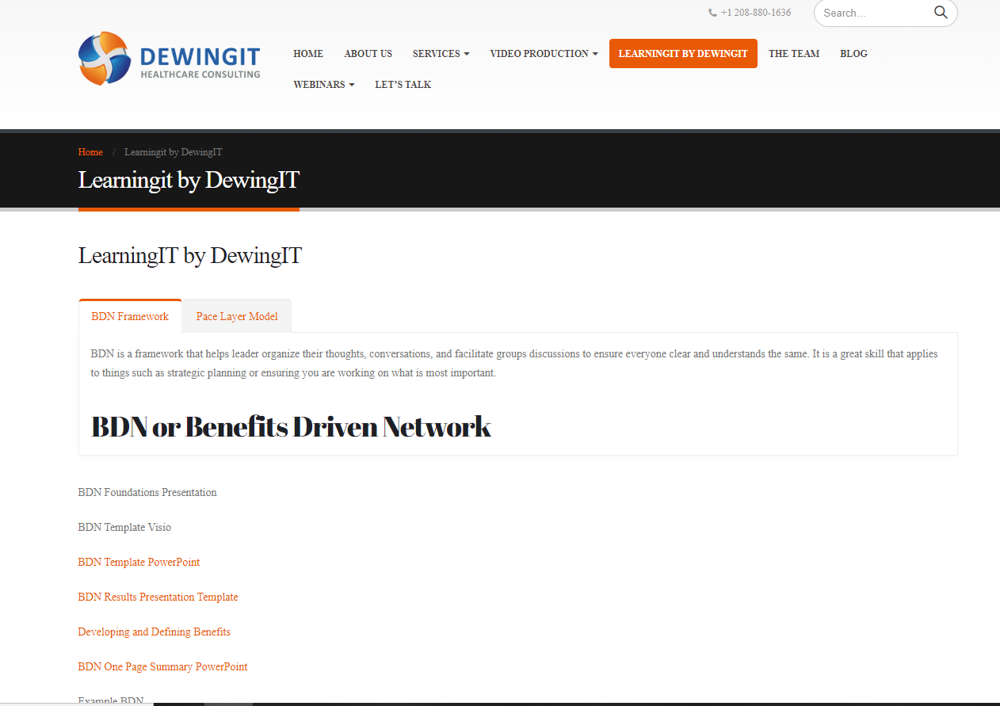 +1 208-880-1636
Search...
DEWINGIT
HEALTHCARE CONSULTING
HOME ABOUT US SERVICES VIDEO PRODUCTION LEARNINGIT BY DEWINGIT THE TEAM BLOG
WEBINARS LET'S TALK
Home / Learningit by DewingIT
Learningit by DewingIT
LearningIT by DewingIT
BDN Framework Pace Layer Model
BDN is a framework that helps leader organize their thoughts, conversations, and facilitate groups discussions to ensure everyone clear and understands the same. It is a great skill that applies
to things such as strategic planning or ensuring you are working on what is most important.
BDN or Benefits Driven Network
BDN Foundations Presentation
BDN Template Visio
BDN Template PowerPoint
BDN Results Presentation Template
Developing and Defining Benefits
BDN One Page Summary PowerPoint
Example BDN